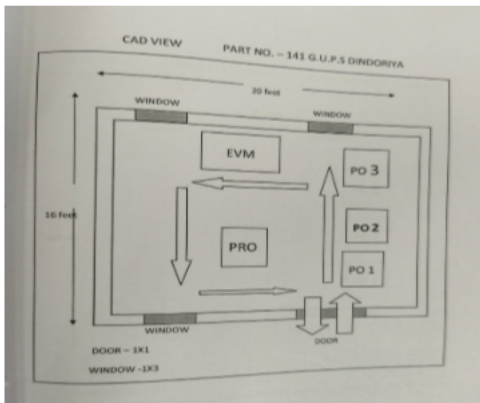 CAD VIEW
PART NO. – 141 G.U.P.S DINDORIYA
20 feet
WINDOW
WINDOW
EVM
PO 3
16 feet
PO 2
PRO
PO 1
WINDOW
DOOR
DOOR – 1X1
WINDOW -1X3